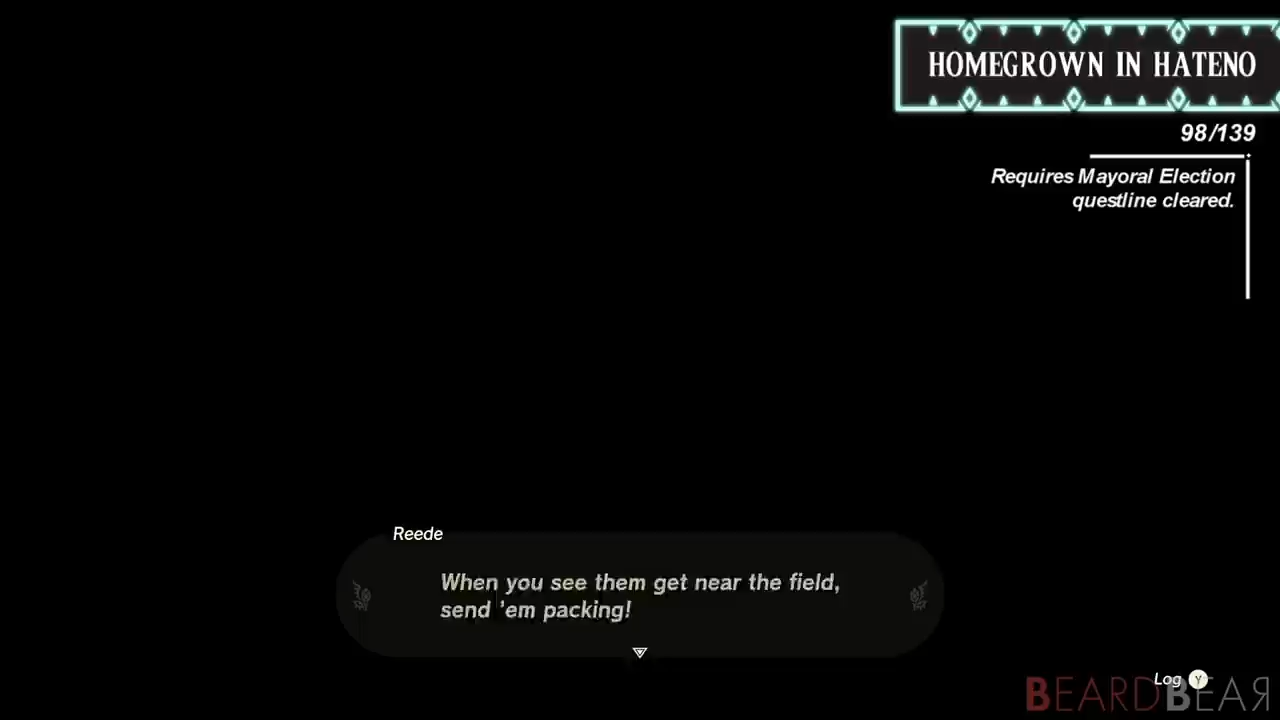 HOMEGROWN IN HATENO
98/139
Requires Mayoral Election
questline cleared.
Reede
When you see them get near the field,
send 'em packing!
Log Y
BEARDBEAR